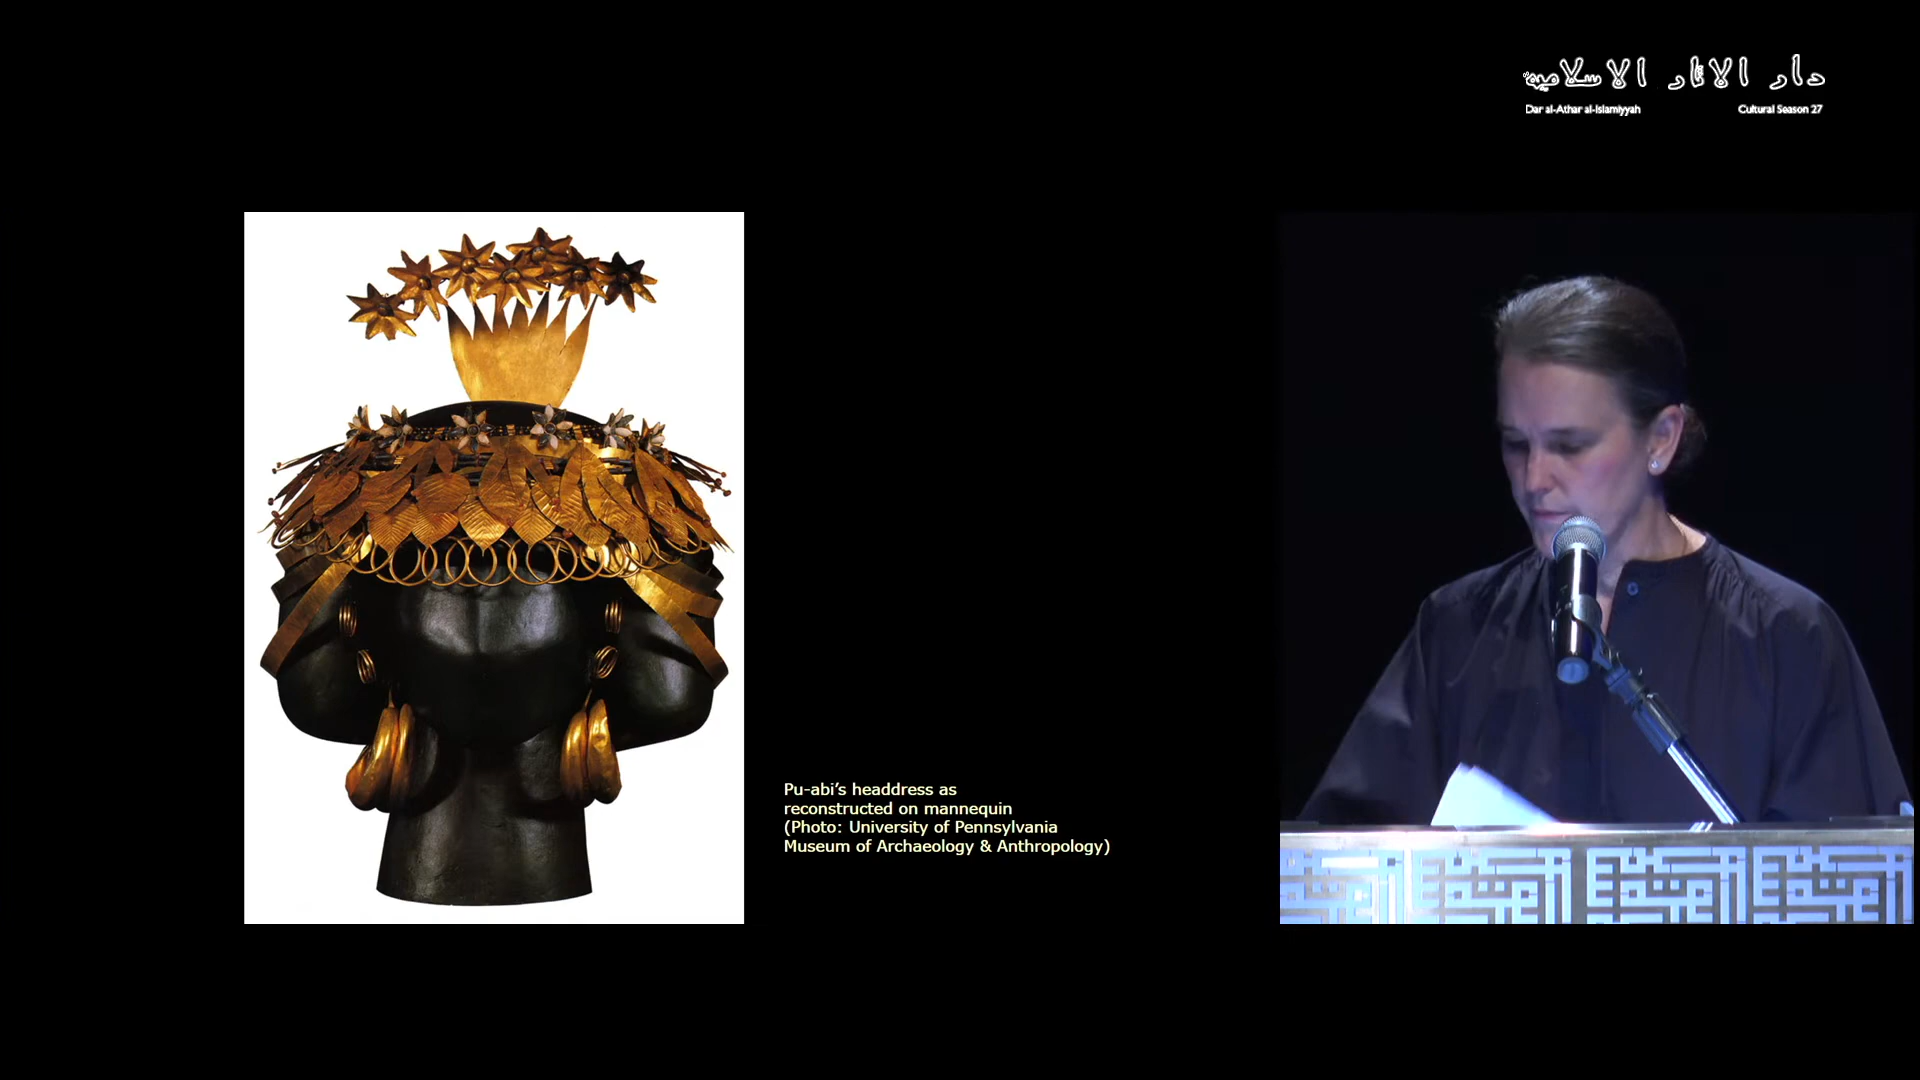 دار الآثار الإسلامية
Dar al-Athar al-Islamiyyah
Cultural Season 27
Pu-abi’s headdress as
reconstructed on mannequin
(Photo: University of Pennsylvania
Museum of Archaeology & Anthropology)